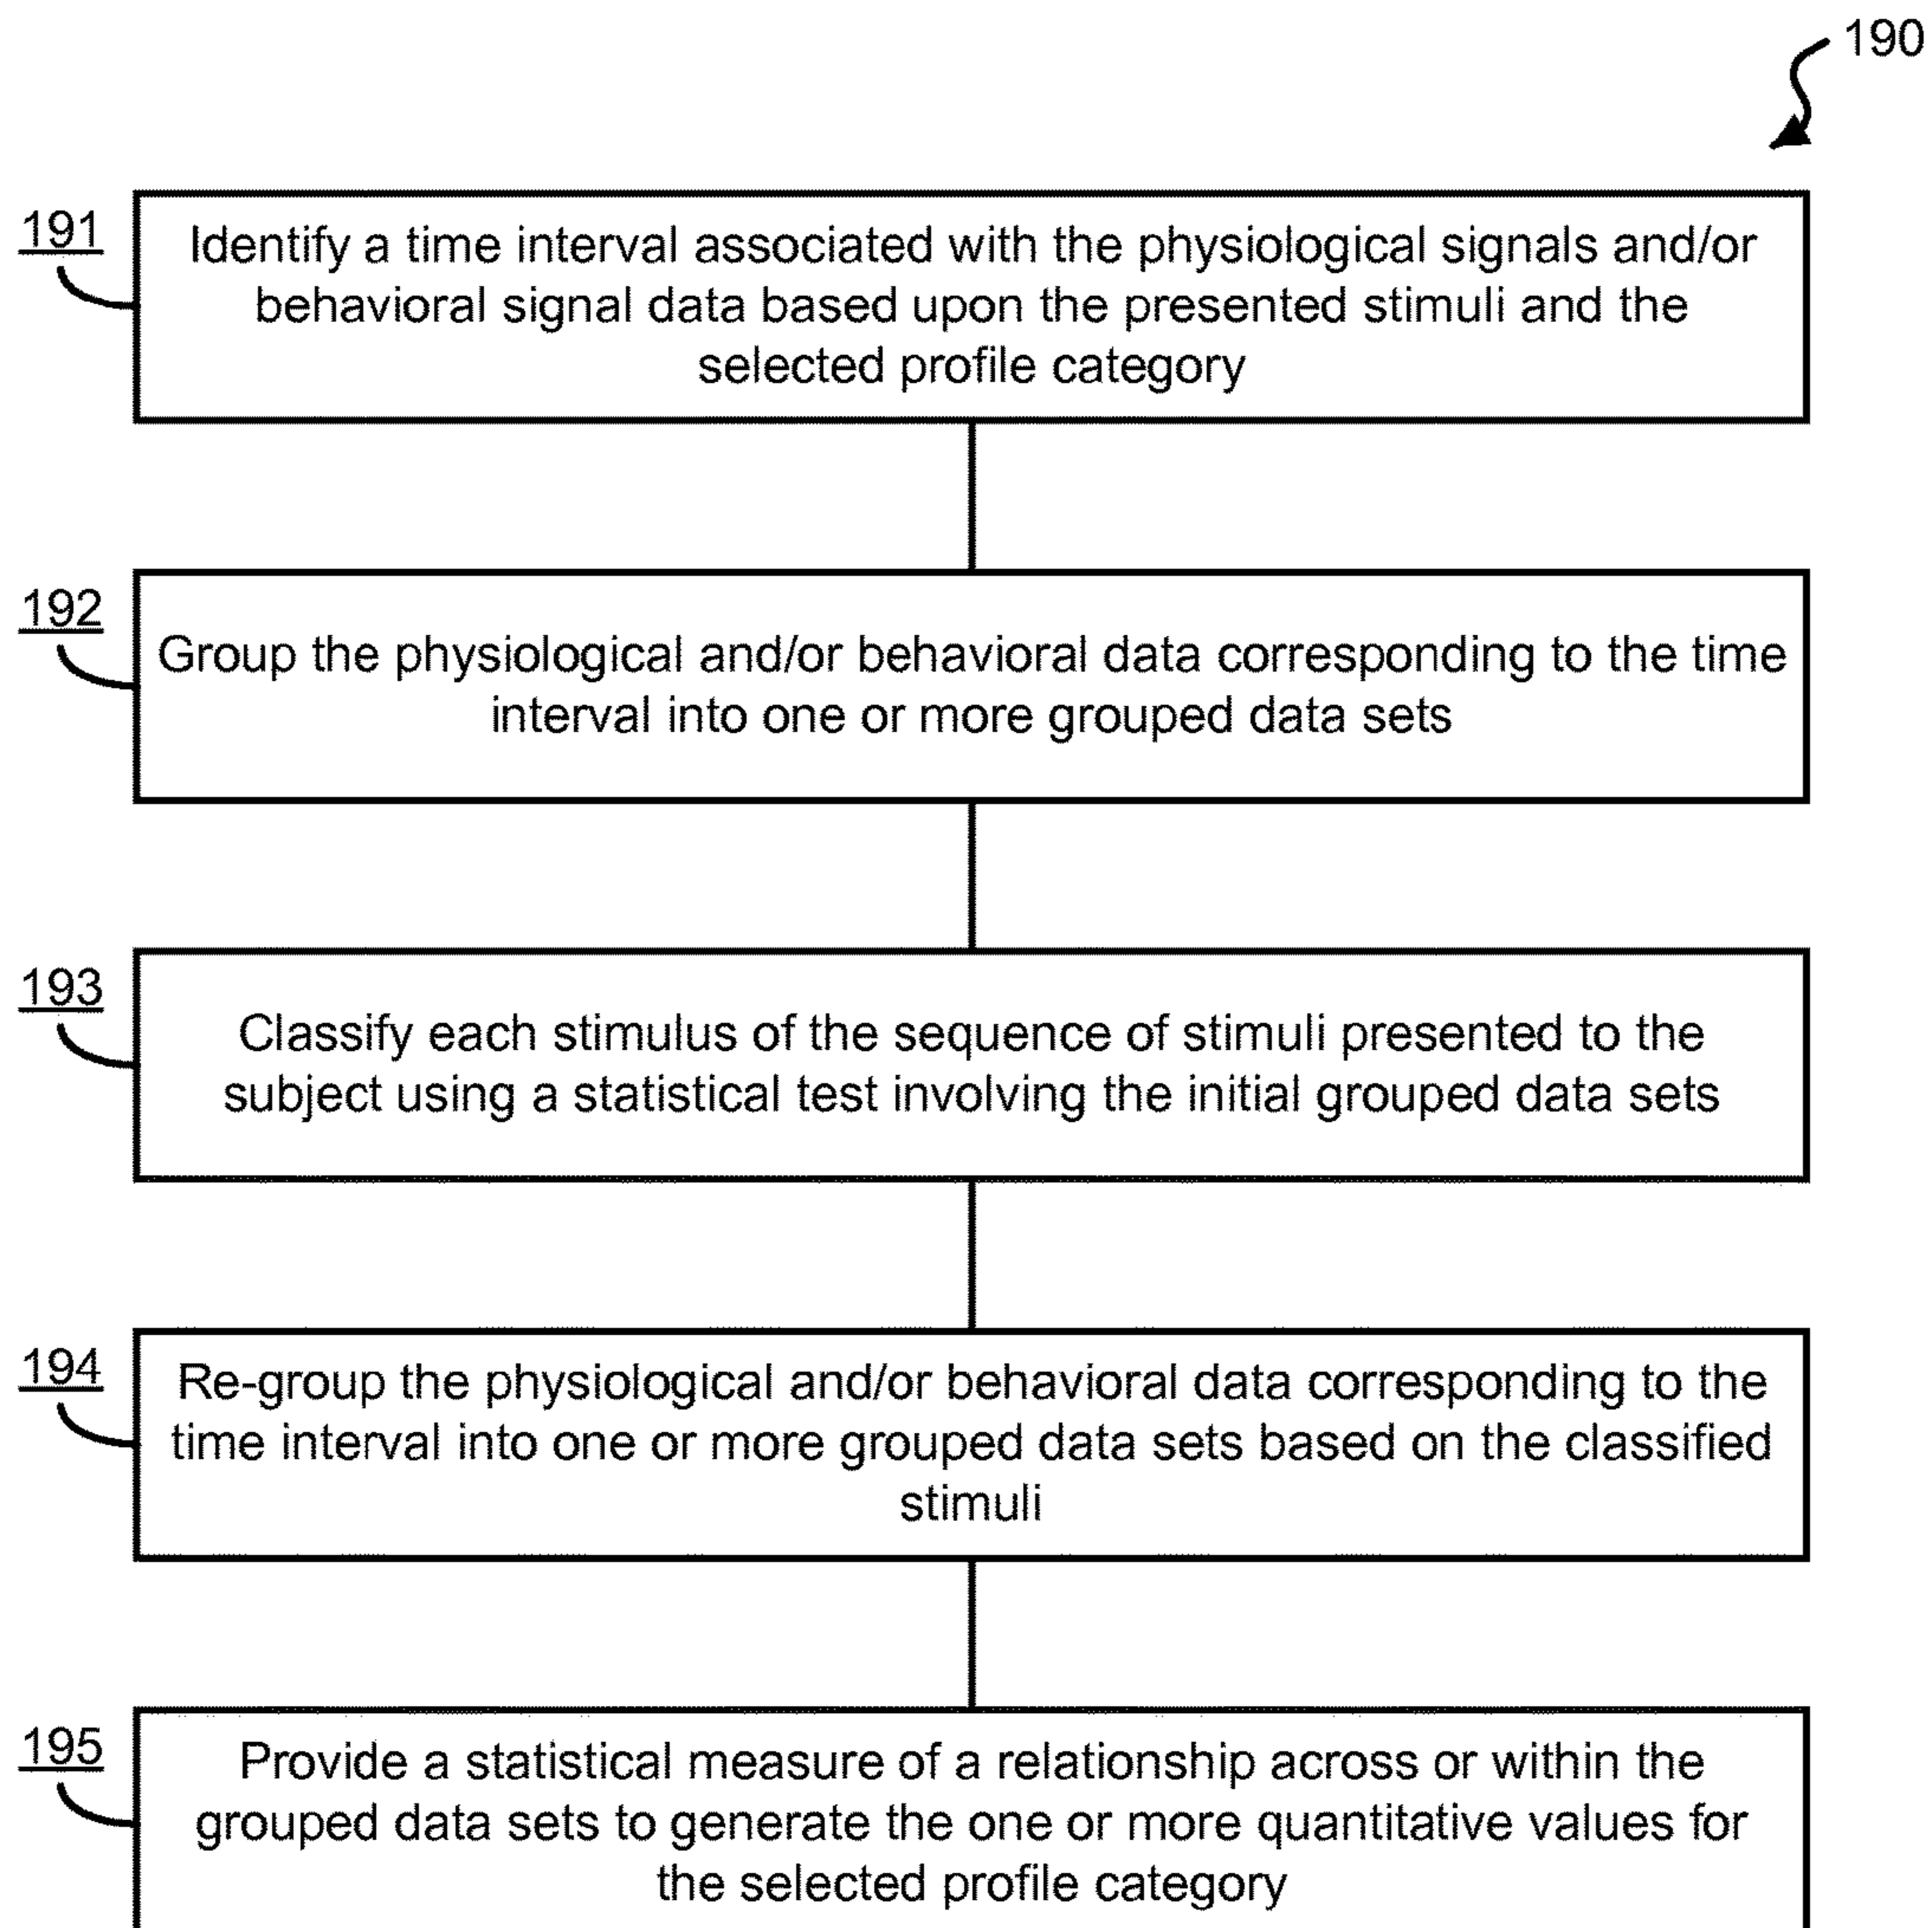 190
191
Identify a time interval associated with the physiological signals and/or
behavioral signal data based upon the presented stimuli and the
selected profile category
192
Group the physiological and/or behavioral data corresponding to the time
interval into one or more grouped data sets
193
Classify each stimulus of the sequence of stimuli presented to the
subject using a statistical test involving the initial grouped data sets
194
Re-group the physiological and/or behavioral data corresponding to the
time interval into one or more grouped data sets based on the classified
stimuli
195
Provide a statistical measure of a relationship across or within the
grouped data sets to generate the one or more quantitative values for
the selected profile category